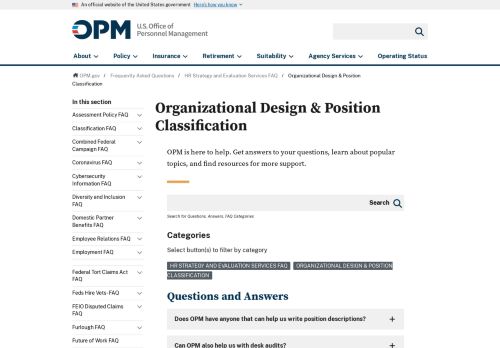 An official website of the United States government Here's how you know
OPM U.S. Office of
Personnel Management
About Policy Insurance Retirement Suitability Agency Services Operating Status
OPM.gov / Frequently Asked Questions / HR Strategy and Evaluation Services FAQ / Organizational Design & Position
Classification
In this section
Assessment Policy FAQ
Classification FAQ
Combined Federal
Campaign FAQ
Coronavirus FAQ
Cybersecurity
Information FAQ
Diversity and Inclusion
FAQ
Domestic Partner
Benefits FAQ
Employee Relations FAQ
Employment FAQ
Federal Tort Claims Act
FAQ
Feds Hire Vets- FAQ
FEIO Disputed Claims
FAQ
Furlough FAQ
Future of Work FAQ
Organizational Design & Position
Classification
OPM is here to help. Get answers to your questions, learn about popular
topics, and find resources for more support.
Search
Search for Questions, Answers, FAQ Categories
Categories
Select button(s) to filter by category
HR STRATEGY AND EVALUATION SERVICES FAQ ORGANIZATIONAL DESIGN & POSITION
CLASSIFICATION
Questions and Answers
Does OPM have anyone that can help us write position descriptions? +
Can OPM also help us with desk audits? +